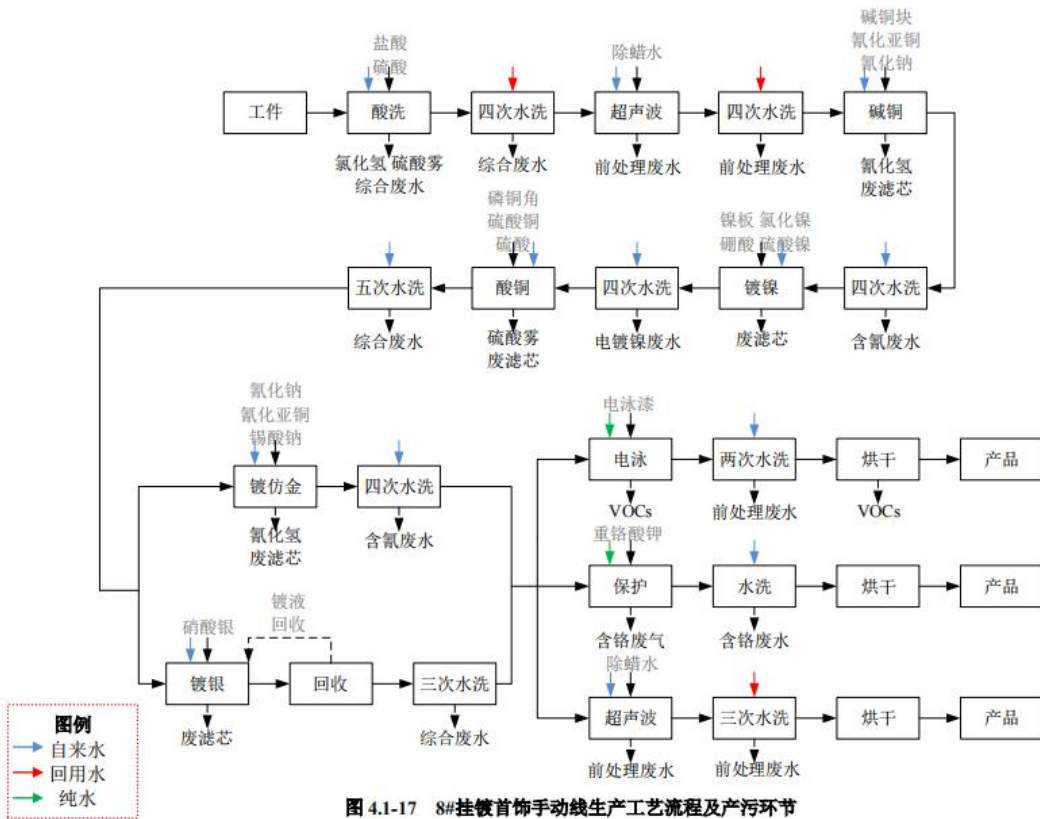 盐酸
硫酸
除蜡水
碱铜块
氰化亚铜
氰化钠
工件
酸洗
四次水洗
超声波
四次水洗
碱铜
氯化氢 硫酸雾
综合废水
综合废水
前处理废水
前处理废水
氰化氢
废滤芯
磷铜角
硫酸铜
硫酸
镍板 氯化镍
硼酸 硫酸镍
五次水洗
酸铜
四次水洗
镀镍
四次水洗
综合废水
硫酸雾
废滤芯
电镀镍废水
废滤芯
含氰废水
氰化钠
氰化亚铜
锡酸钠
电泳漆
镀仿金
四次水洗
电泳
两次水洗
烘干
产品
氰化氢
废滤芯
含氰废水
VOCs
前处理废水
VOCs
重铬酸钾
保护
水洗
烘干
产品
含铬废气
含铬废水
硝酸银
镀液
回收
除蜡水
镀银
回收
三次水洗
超声波
三次水洗
烘干
产品
废滤芯
综合废水
前处理废水
前处理废水
图例
自来水
回用水
纯水
图 4.1-17 8#挂镀首饰手动线生产工艺流程及产污环节